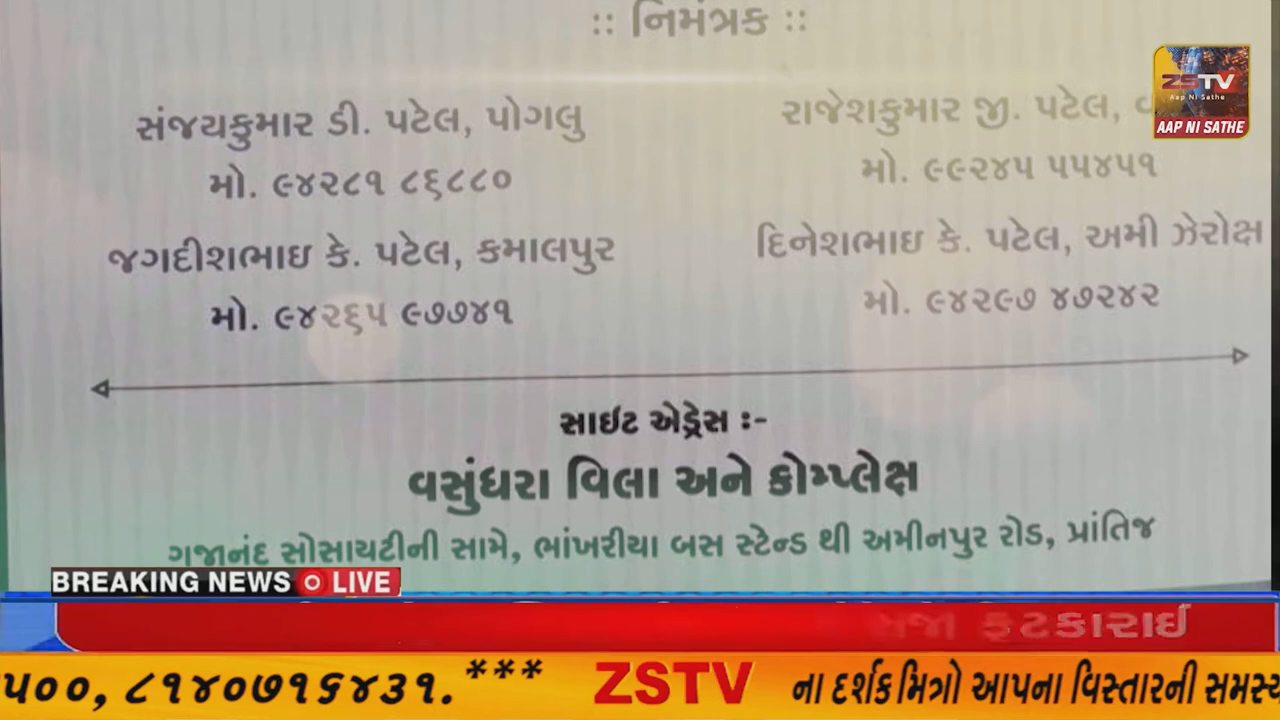 :: નિમંત્રક ::
સંજયકુમાર ડી. પટેલ, પોગલુ
મો. ૯૪૨૮૧ ૮૬૮૮૦
રાજેશકુમાર જી. પટેલ,
મો. ૯૯૨૪૫ ૫૫૪૫૧
જગદીશભાઇ કે. પટેલ, કમાલપુર
મો. ૯૪૨૬૫ ૯૭૭૪૧
દિનેશભાઇ કે. પટેલ, અમી ઝેરોક્ષ
મો. ૯૪૨૯૭ ૪૭૨૪૨
સાઇટ એડ્રેસ :-
વસુંધરા વિલા અને કોમ્પ્લેક્ષ
ગજાનંદ સોસાયટીની સામે, ભાંખરીયા બસ સ્ટેન્ડ થી અમીનપુર રોડ, પ્રાંતિજ
ZSTV
Aap Ni Sathe
AAP NI SATHE
BREAKING NEWS LIVE
સજા ફટકારાઈ
૫૦૦, ૮૧૪૦૭૧૬૪૩૧.*** ZSTV ના દર્શક મિત્રો આપના વિસ્તારની